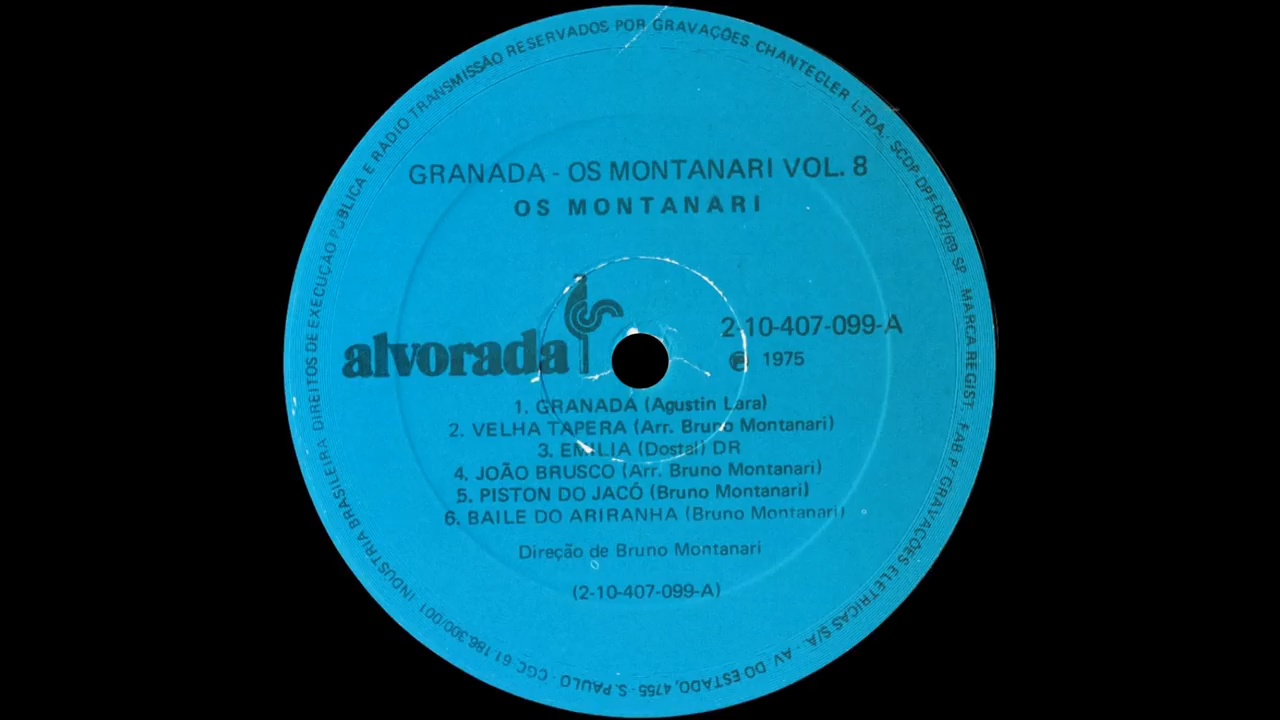 DIREITOS DE EXECUÇÃO PÚBLICA E RÁDIO TRANSMISSÃO RESERVADOS POR GRAVAÇÕES CHANTECLER LTDA. - SCDP-DPF-002/69 SP MARCA REGIST. FAB P/ GRAVAÇÕES ELETRICAS S/A. - AV. DO ESTADO, 4755 - S. PAULO - CGC 61.186.300/001 INDUSTRIA BRASILEIRA
GRANADA - OS MONTANARI VOL. 8
OS MONTANARI
alvorada
2-10-407-099-A
℗ 1975
1. GRANADA (Agustin Lara)
2. VELHA TAPERA (Arr. Bruno Montanari)
3. EMILIA (Dostal) DR
4. JOÃO BRUSCO (Arr. Bruno Montanari)
5. PISTON DO JACÓ (Bruno Montanari)
6. BAILE DO ARIRANHA (Bruno Montanari)
Direção de Bruno Montanari
(2-10-407-099-A)